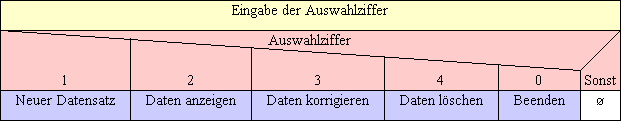 Eingabe der Auswahlziffer
Auswahlziffer
1 2 3 4 0 Sonst
Neuer Datensatz Daten anzeigen Daten korrigieren Daten löschen Beenden ø